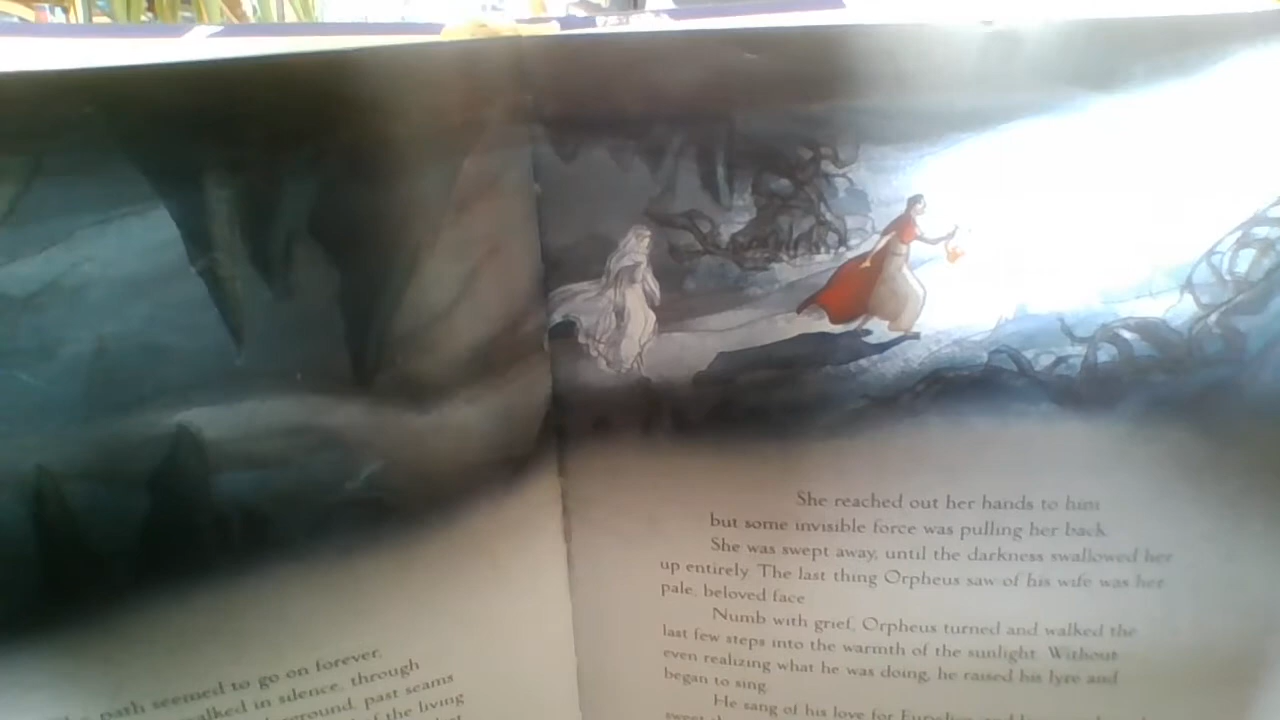 path seemed to go on forever,
walked in silence, through
past seams
of the living
She reached out her hands to him
but some invisible force was pulling her back.
She was swept away, until the darkness swallowed her
up entirely. The last thing Orpheus saw of his wife was her
pale, beloved face.
Numb with grief, Orpheus turned and walked the
last few steps into the warmth of the sunlight. Without
even realizing what he was doing, he raised his lyre and
began to sing.
He sang of his love for